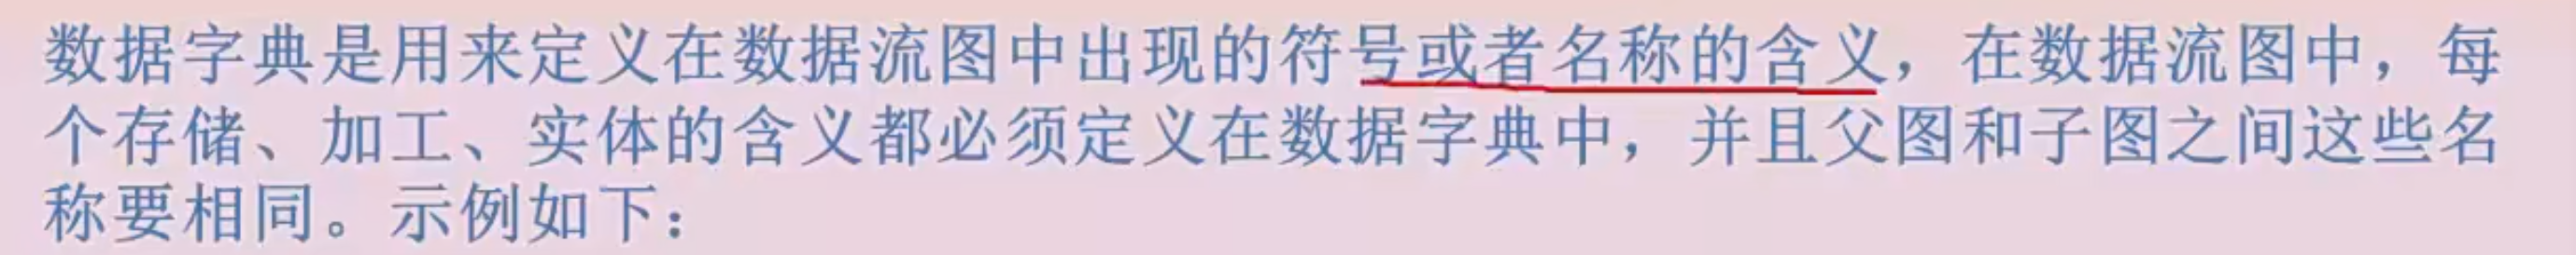 数据字典是用来定义在数据流图中出现的符号或者名称的含义，在数据流图中，每
个存储、加工、实体的含义都必须定义在数据字典中，并且父图和子图之间这些名
称要相同。示例如下：